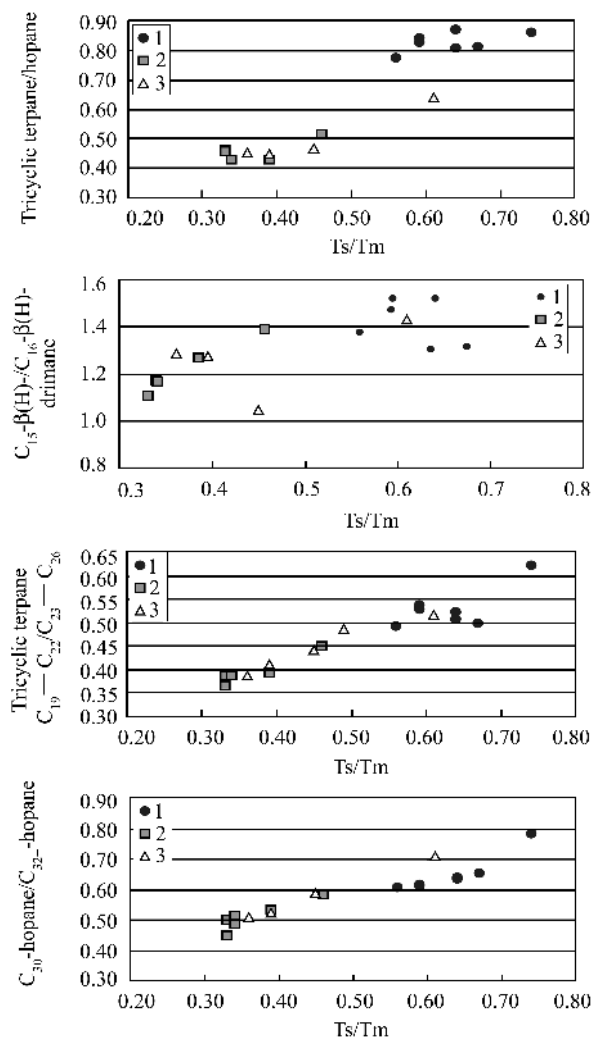 Tricyclic terpane/hopane
0.90
0.80
0.70
0.60
0.50
0.40
0.30
1
2
3
0.20 0.30 0.40 0.50 0.60 0.70 0.80
Ts/Tm
C15-β(H)-/C16-β(H)-
drimane
1.6
1.4
1.2
1.0
0.8
1
2
3
0.3 0.4 0.5 0.6 0.7 0.8
Ts/Tm
Tricyclic terpane
C19 — C22/C23 — C26
0.65
0.60
0.55
0.50
0.45
0.40
0.35
0.30
1
2
3
0.20 0.30 0.40 0.50 0.60 0.70 0.80
Ts/Tm
C30-hopane/C32–-hopane
0.90
0.80
0.70
0.60
0.50
0.40
0.30
1
2
3
0.20 0.30 0.40 0.50 0.60 0.70 0.80
Ts/Tm